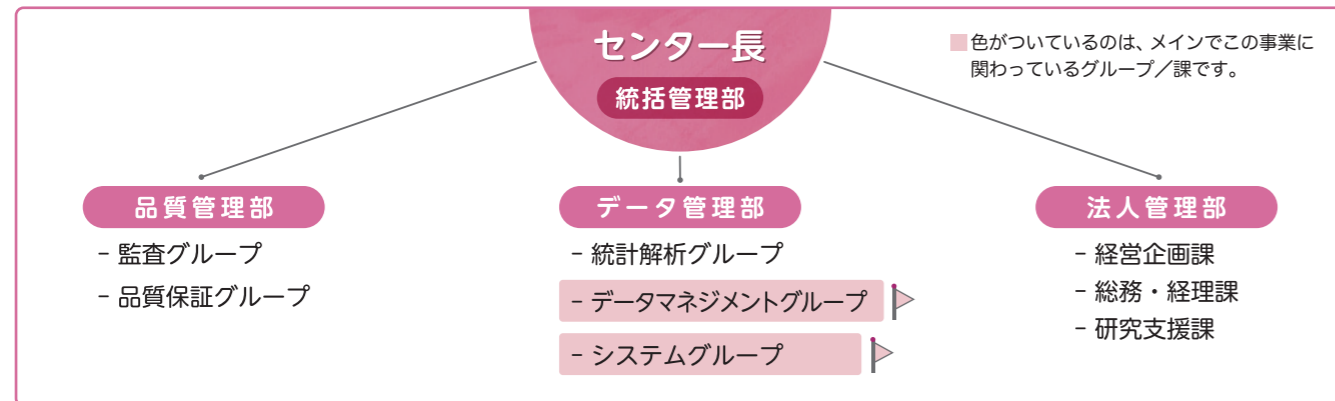 センター長
統括管理部
色がついているのは、メインでこの事業に
関わっているグループ／課です。
品質管理部
- 監査グループ
- 品質保証グループ
データ管理部
- 統計解析グループ
- データマネジメントグループ
- システムグループ
法人管理部
- 経営企画課
- 総務・経理課
- 研究支援課